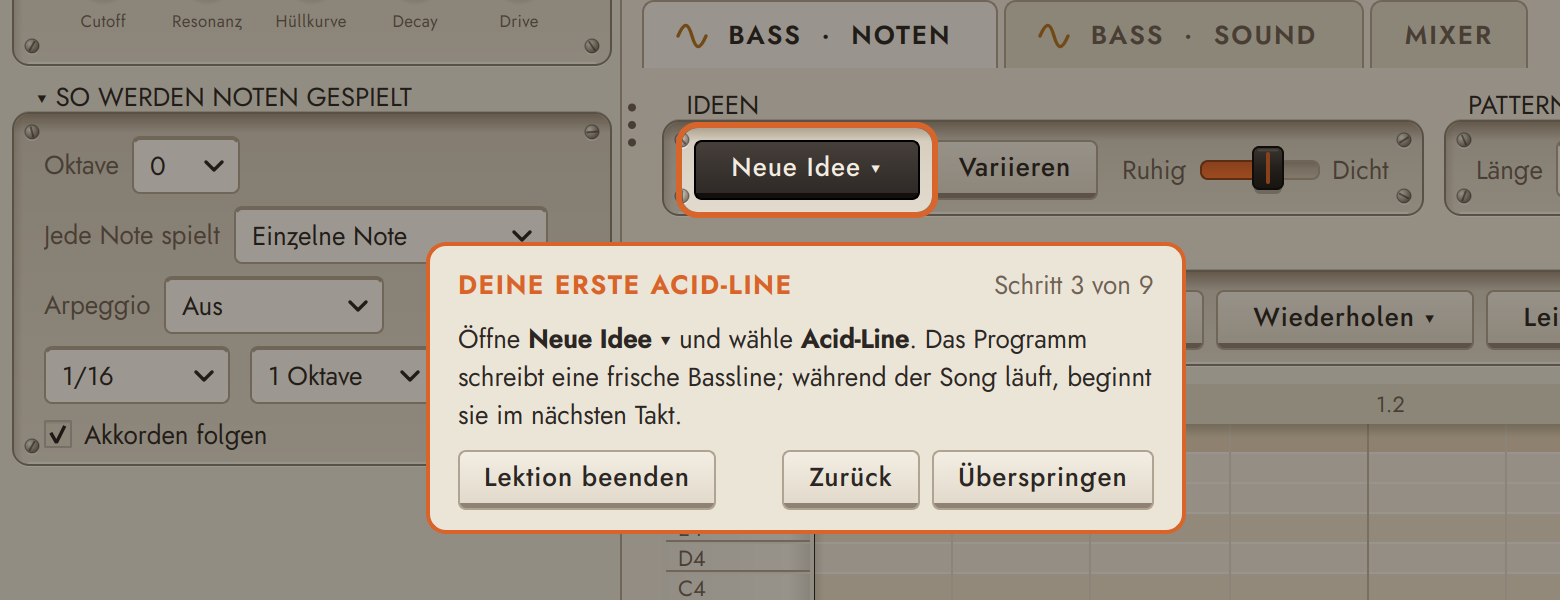 Cutoff Resonanz Hüllkurve Decay Drive
BASS · NOTEN
BASS · SOUND
MIXER
▾ SO WERDEN NOTEN GESPIELT
IDEEN
PATTERN
Oktave 0
Neue Idee ▾
Variieren
Ruhig
Dicht
Länge
Jede Note spielt Einzelne Note
Arpeggio Aus
1/16
1 Oktave
Akkorden folgen
DEINE ERSTE ACID-LINE
Schritt 3 von 9
Öffne Neue Idee ▾ und wähle Acid-Line. Das Programm
schreibt eine frische Bassline; während der Song läuft, beginnt
sie im nächsten Takt.
Lektion beenden
Zurück
Überspringen
Wiederholen ▾
1.2
D4
C4